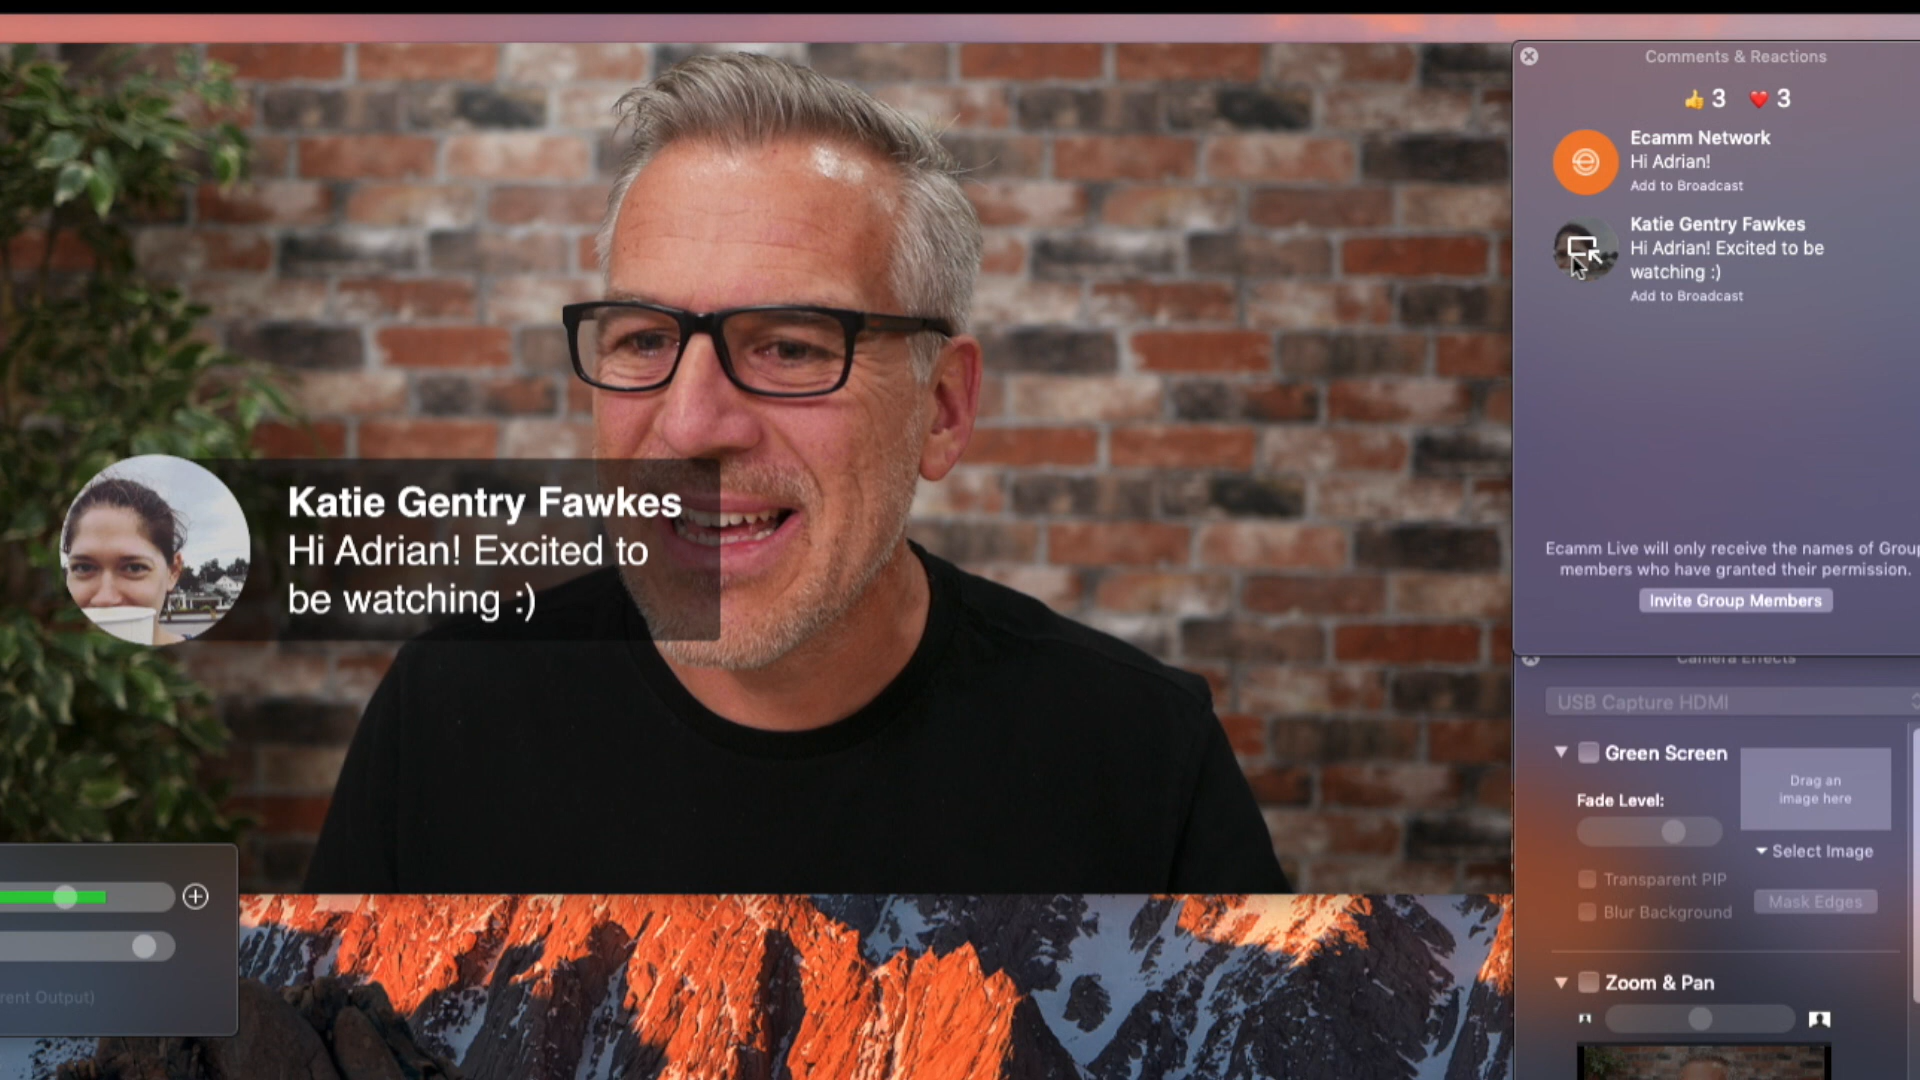 Comments & Reactions
👍 3 ❤️ 3
Ecamm Network
Hi Adrian!
Add to Broadcast
Katie Gentry Fawkes
Hi Adrian! Excited to be
watching :)
Add to Broadcast
Ecamm Live will only receive the names of Group
members who have granted their permission.
Invite Group Members
Katie Gentry Fawkes
Hi Adrian! Excited to
be watching :)
Camera Effects
USB Capture HDMI
Green Screen
Drag an
image here
Fade Level:
Select Image
Transparent PIP
Mask Edges
Blur Background
Zoom & Pan
rent Output)